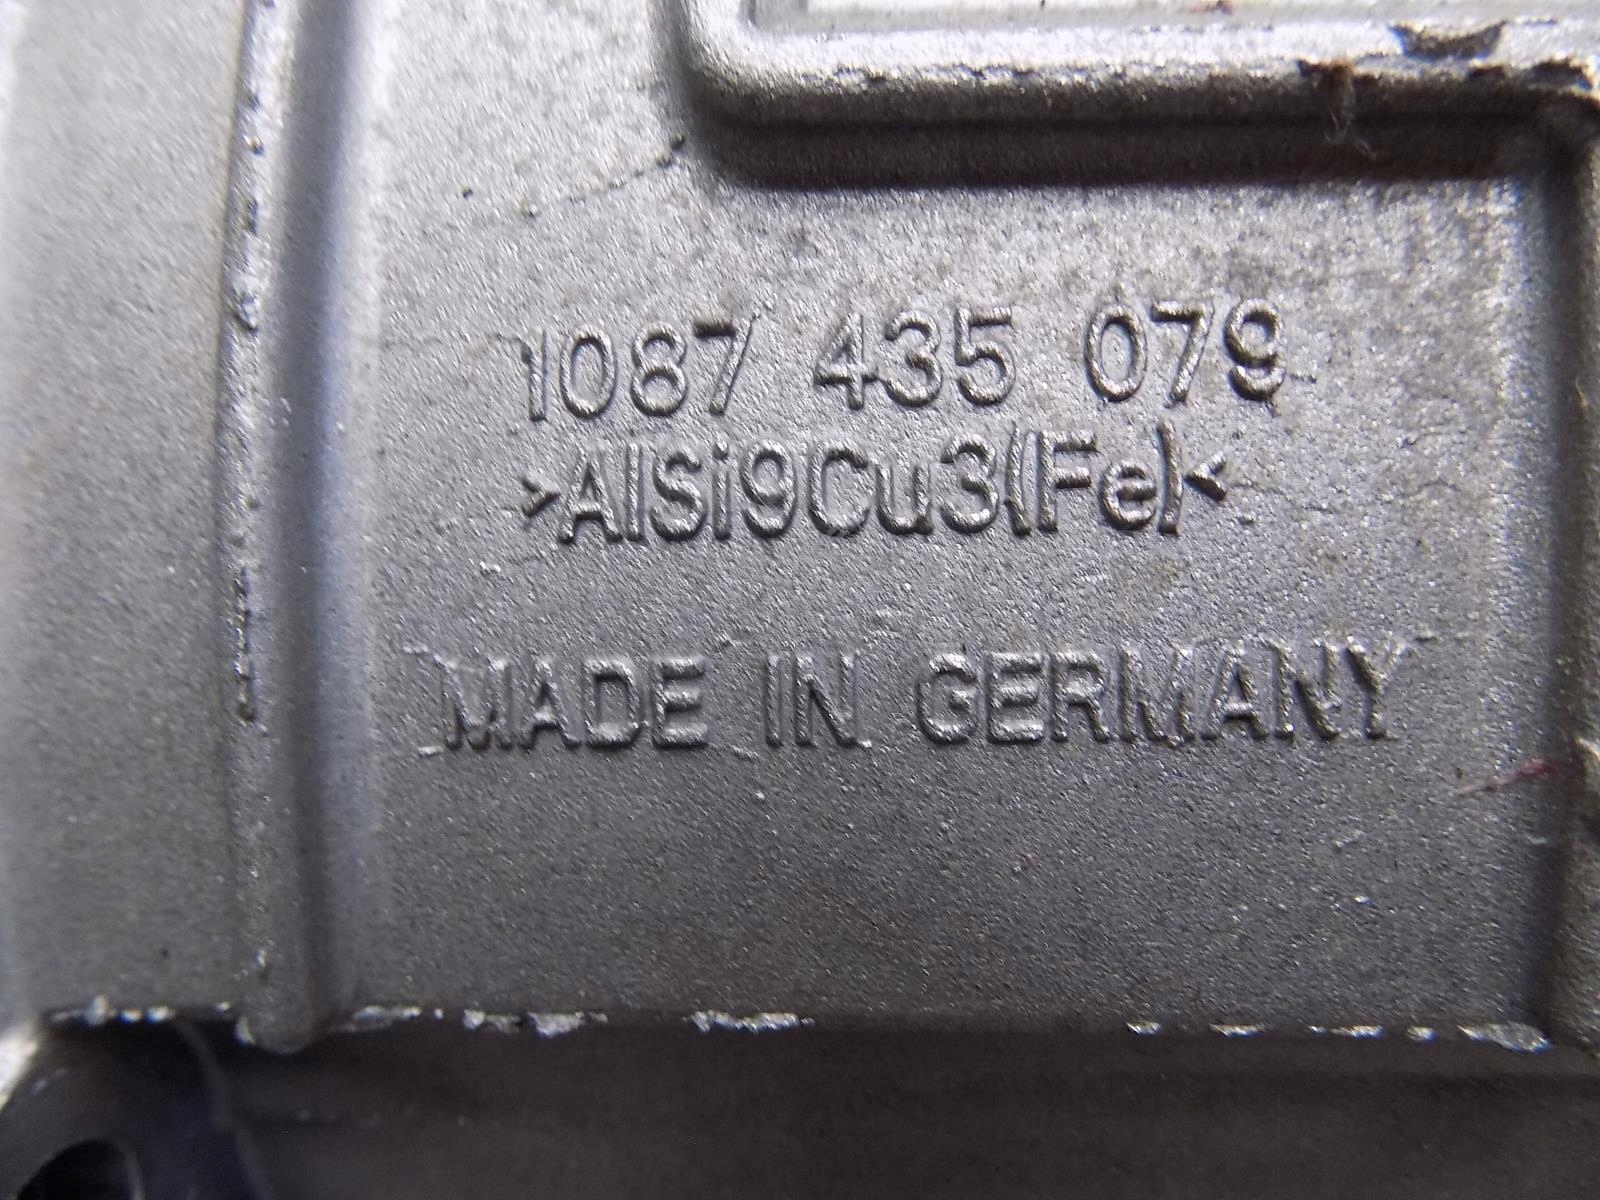 1087 435 079
>AlSi9Cu3(Fe)<
MADE IN GERMANY